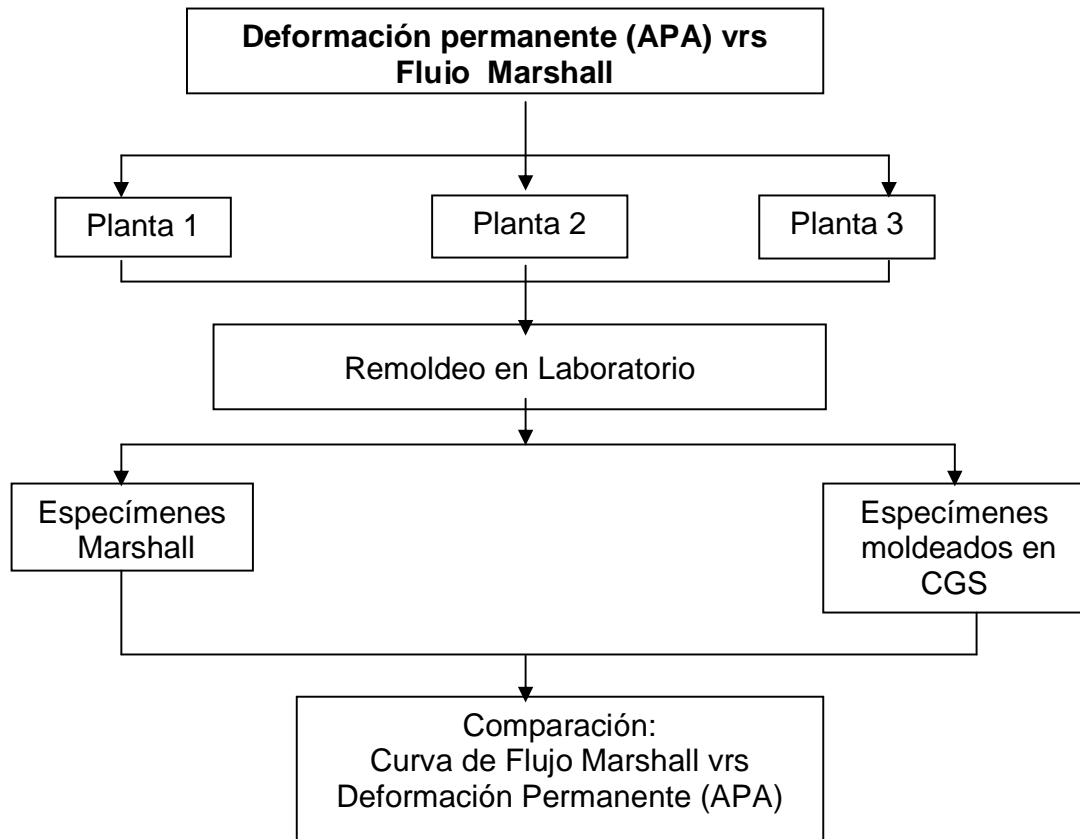 Deformación permanente (APA) vrs
Flujo Marshall
Planta 1
Planta 2
Planta 3
Remoldeo en Laboratorio
Especímenes
Marshall
Especímenes
moldeados en
CGS
Comparación:
Curva de Flujo Marshall vrs
Deformación Permanente (APA)